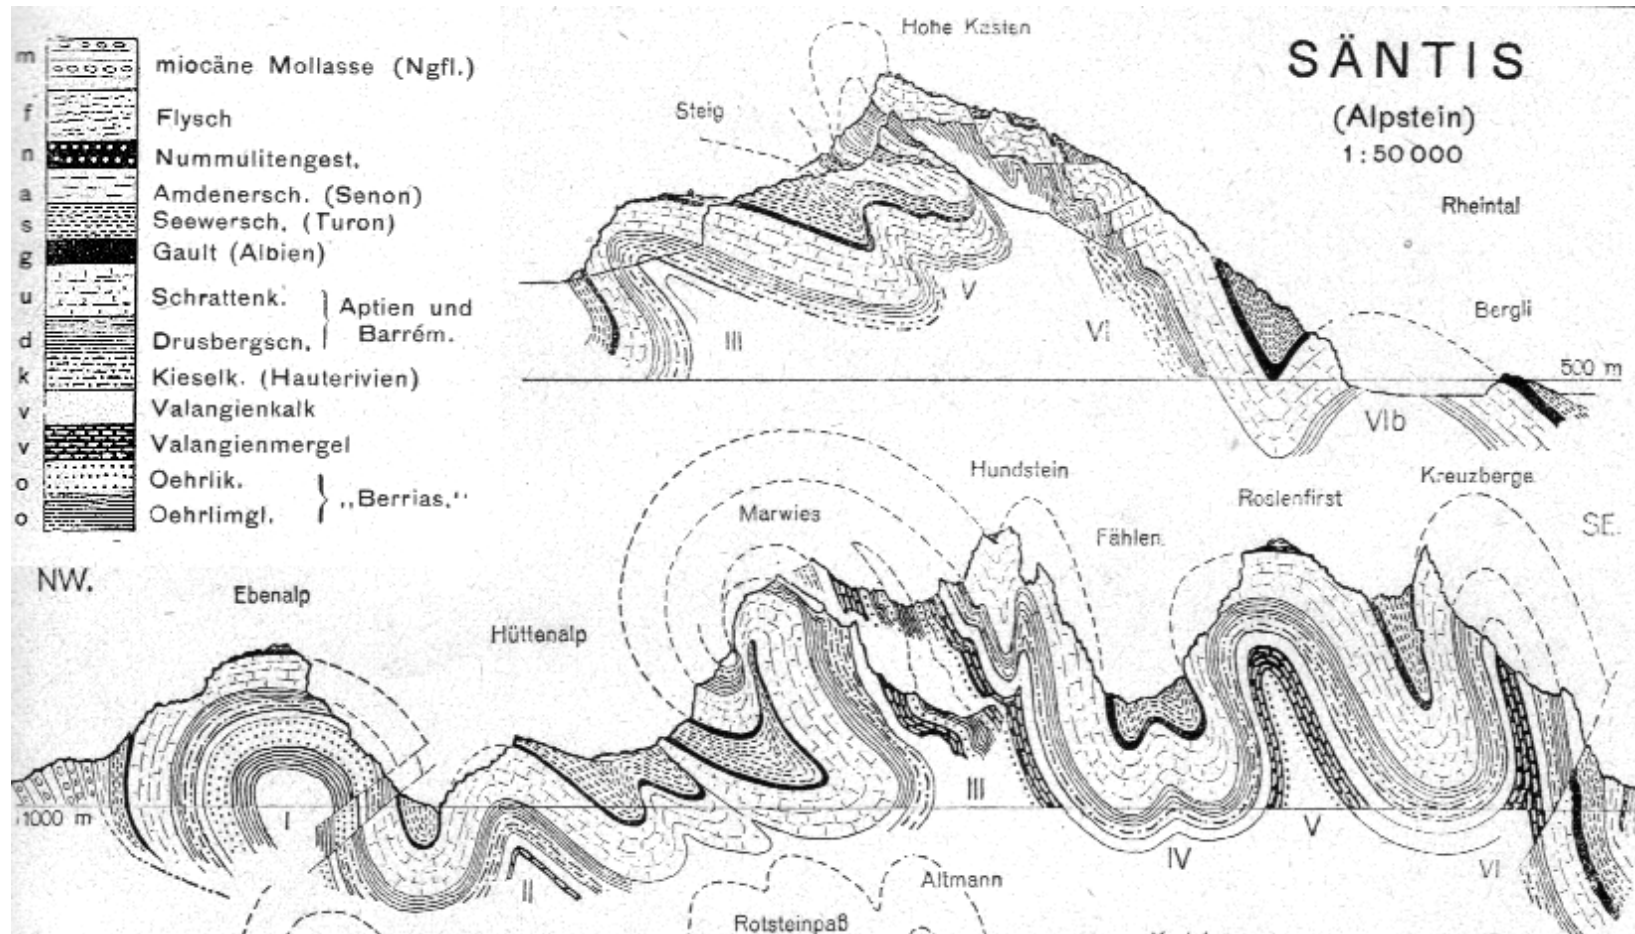 m miocäne Mollasse (Ngfl.)
f Flysch
n Nummulitengest.
a Amdenersch. (Senon)
s Seewersch. (Turon)
g Gault (Albien)
u Schrattenk.
d Drusbergsch.
Aptien und
Barrém.
k Kieselk. (Hauterivien)
v Valangienkalk
v Valangienmergel
o Oehrlik.
o Oehrlimgl.
„Berrias."
Hohe Kasten
Steig
SÄNTIS
(Alpstein)
1:50 000
Rheintal
Bergli
III
V
VI
500 m
VIb
NW.
Ebenalp
Hüttenalp
Marwies
Hundstein
Fählen.
Roslenfirst
Kreuzberge
SE.
1000 m
I
II
III
IV
V
VI
Altmann
Rotsteinpaß